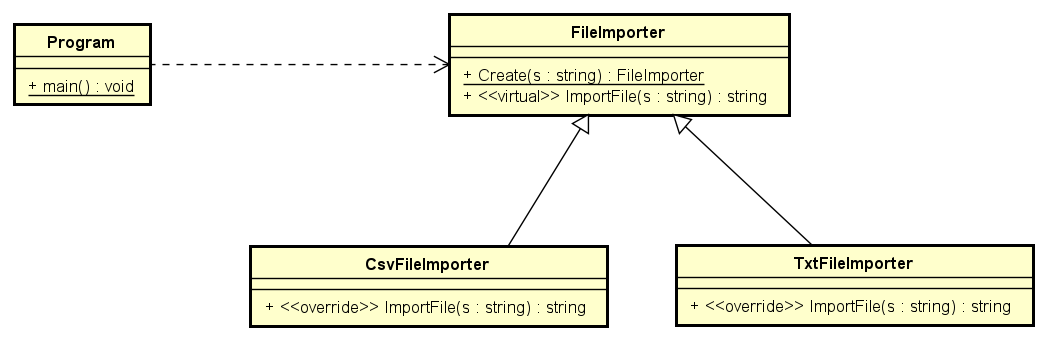 Program
+ main() : void
FileImporter
+ Create(s : string) : FileImporter
+ <<virtual>> ImportFile(s : string) : string
CsvFileImporter
+ <<override>> ImportFile(s : string) : string
TxtFileImporter
+ <<override>> ImportFile(s : string) : string